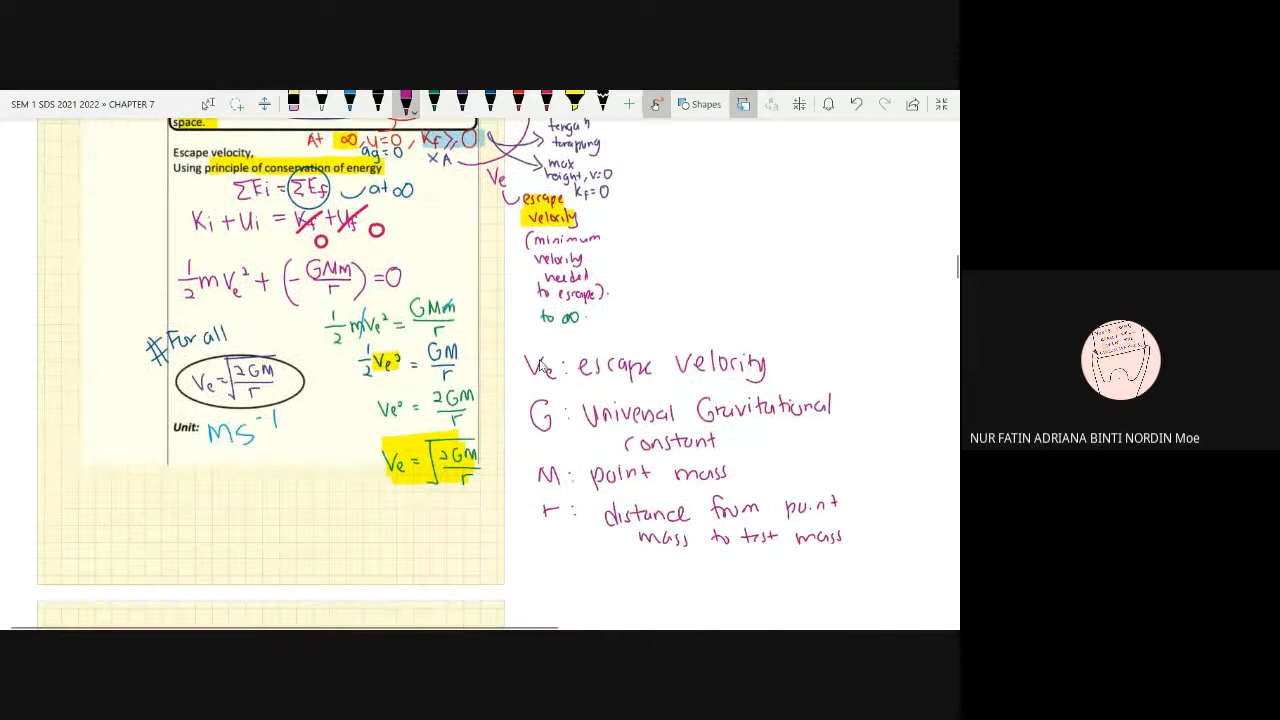 SEM 1 SDS 2021 2022 » CHAPTER 7
Shapes
space.
At ∞, U=0, Kf ≥ 0
ag=0
×A
tengah
terapung
max
height, v=0
Kf=0
Escape velocity,
Using principle of conservation of energy
Ve
escape
velocity
(minimum
velocity
needed
to escape).
to ∞.
ΣEi = ΣEf at ∞
Ki + Ui = Kf + Uf
0 0
1/2 mVe² + (-GMm/r) = 0
1/2 mVe² = GMm/r
1/2 Ve² = GM/r
Ve² = 2GM/r
Ve = √(2GM/r)
#For all
Ve = √(2GM/r)
Unit: ms⁻¹
Ve : escape velocity
G : Universal Gravitational
constant
M : point mass
r : distance from point
mass to test mass
NUR FATIN ADRIANA BINTI NORDIN Moe